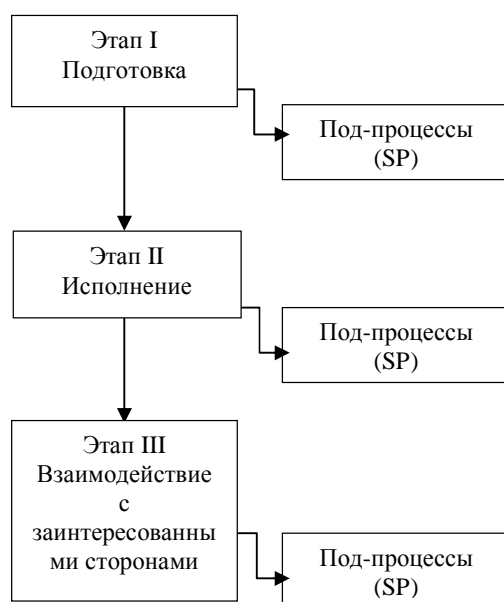 Этап I
Подготовка
Под-процессы
(SP)
Этап II
Исполнение
Под-процессы
(SP)
Этап III
Взаимодействие
с
заинтересованны
ми сторонами
Под-процессы
(SP)